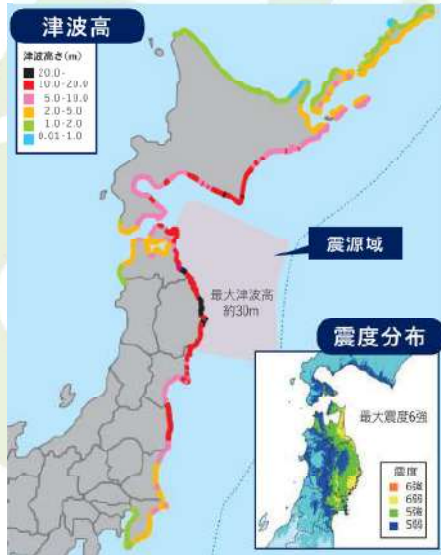 津波高
津波高さ(m)
20.0-
10.0-20.0
5.0-10.0
2.0-5.0
1.0-2.0
0.01-1.0
震源域
最大津波高
約30m
震度分布
最大震度6強
震度
6強
6弱
5強
5弱